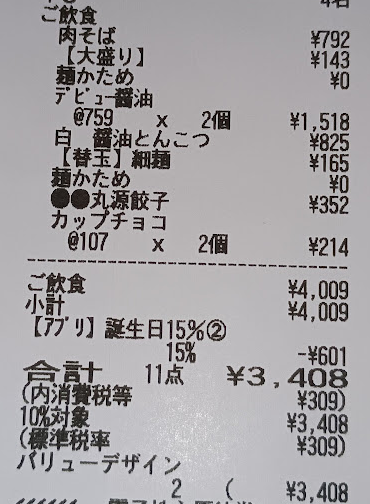 4名
ご飲食
肉そば ¥792
【大盛り】 ¥143
麺かため ¥0
デビュー醤油
@759 x 2個 ¥1,518
白 醤油とんこつ ¥825
【替玉】細麺 ¥165
麺かため ¥0
●●丸源餃子 ¥352
カップチョコ
@107 x 2個 ¥214
ご飲食 ¥4,009
小計 ¥4,009
【アプリ】誕生日15%②
15% -¥601
合計 11点 ¥3,408
(内消費税等 ¥309)
10%対象 ¥3,408
(標準税率 ¥309)
バリューデザイン
2 ( ¥3,408